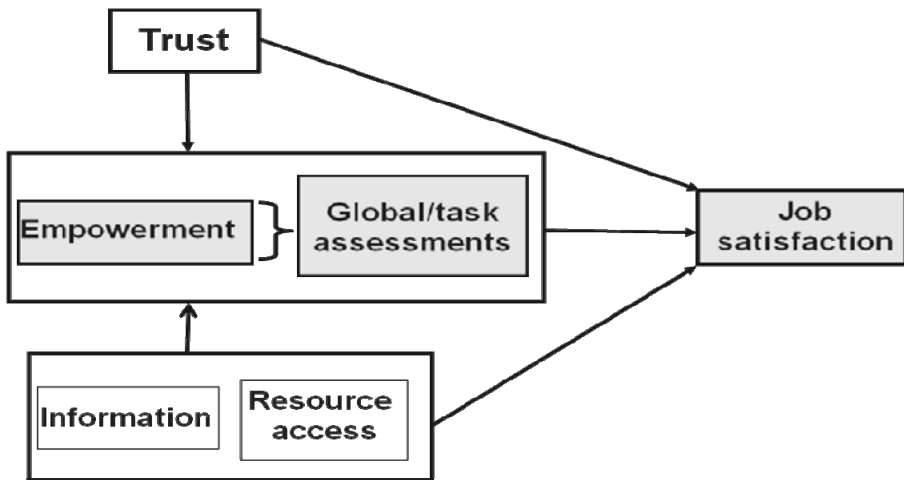 Trust
Empowerment
Global/task
assessments
Job
satisfaction
Information
Resource
access